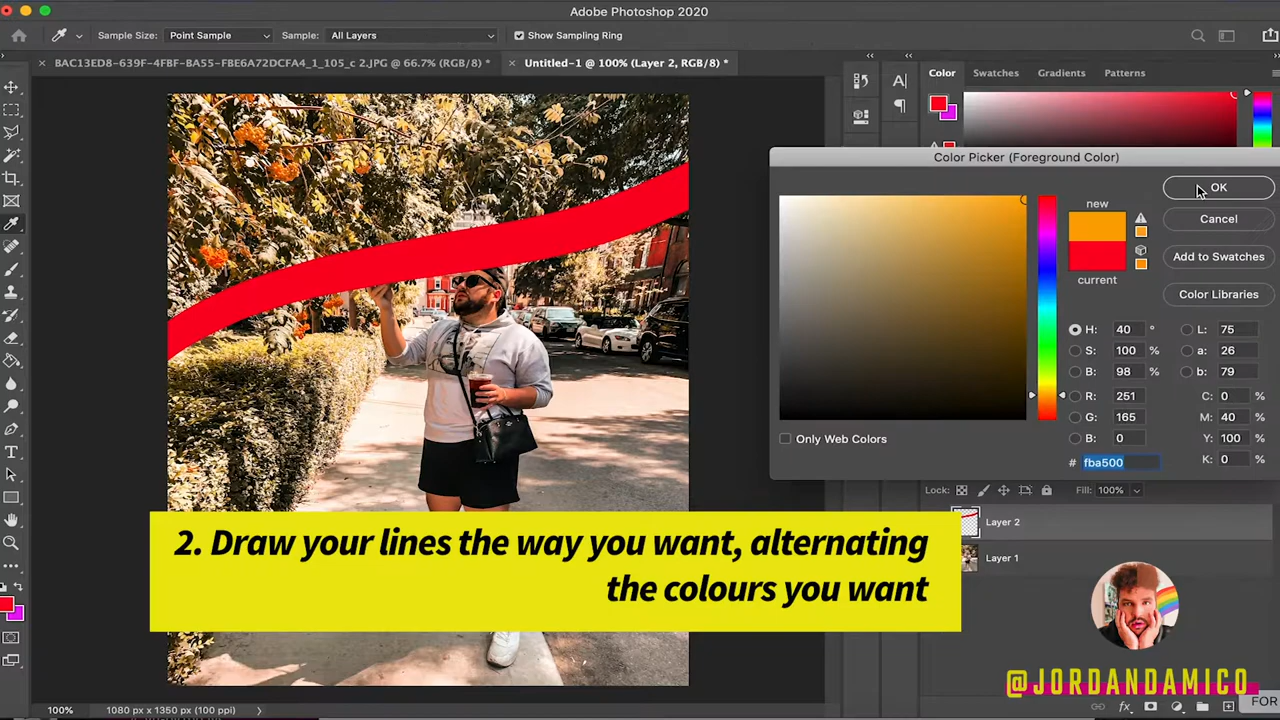 Adobe Photoshop 2020
Sample Size: Point Sample Sample: All Layers Show Sampling Ring
BAC13ED8-639F-4FBF-BA55-FBE6A72DCFA4_1_105_c 2.JPG @ 66.7% (RGB/8) * Untitled-1 @ 100% (Layer 2, RGB/8) *
Color Swatches Gradients Patterns
Color Picker (Foreground Color)
OK
new
Cancel
Add to Swatches
current
Color Libraries
H: 40 ° L: 75
S: 100 % a: 26
B: 98 % b: 79
R: 251 C: 0 %
G: 165 M: 40 %
Only Web Colors B: 0 Y: 100 %
# fba500 K: 0 %
Lock: Fill: 100%
Layer 2
2. Draw your lines the way you want, alternating
the colours you want
Layer 1
@JORDANDAMICO
100% 1080 px x 1350 px (100 ppi)
fx
FOR